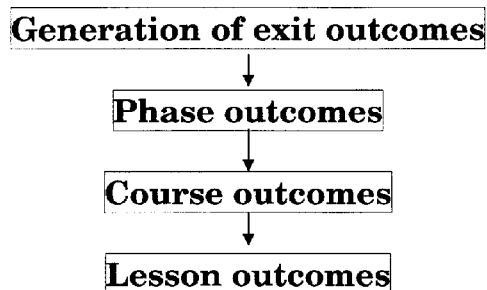 Generation of exit outcomes
Phase outcomes
Course outcomes
Lesson outcomes